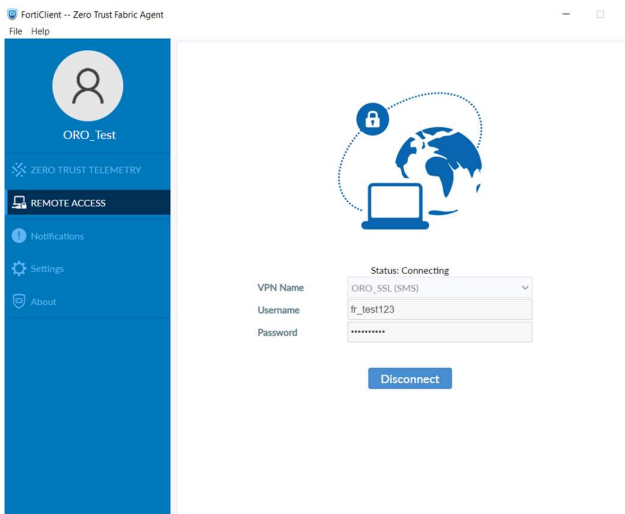 FortiClient -- Zero Trust Fabric Agent
File Help
ORO_Test
ZERO TRUST TELEMETRY
REMOTE ACCESS
Notifications
Settings
About
Status: Connecting
VPN Name ORO_SSL (SMS)
Username fr_test123
Password ••••••••••
Disconnect